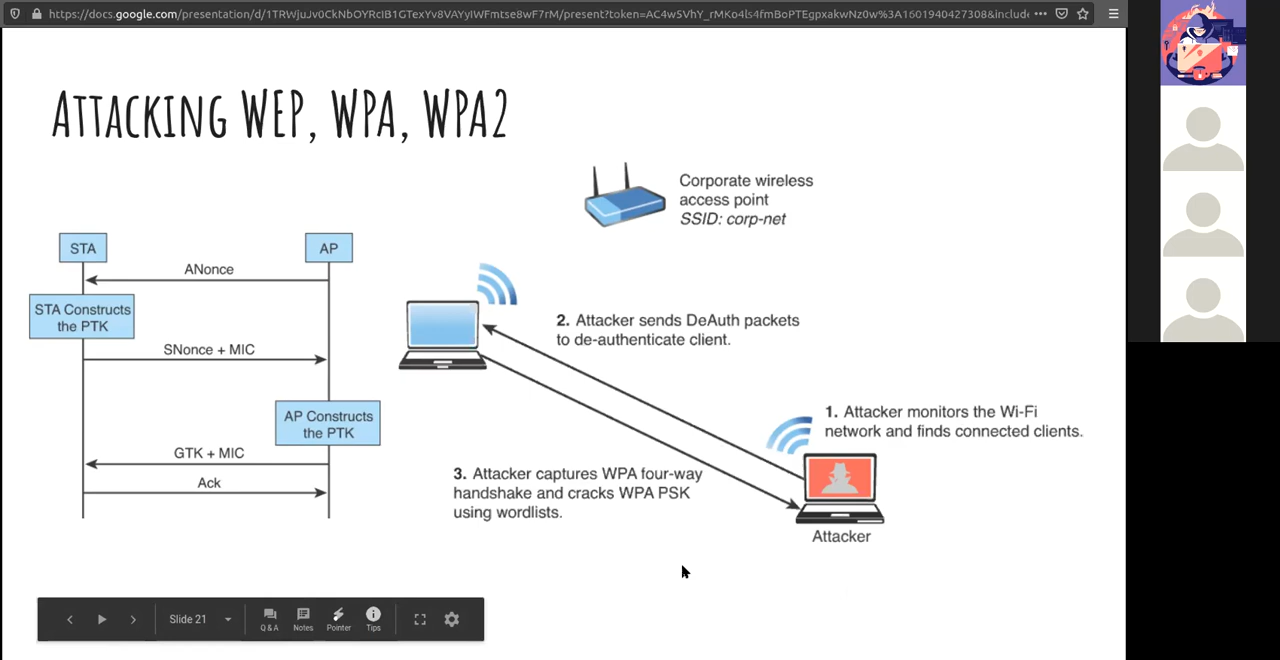 https://docs.google.com/presentation/d/1TRWjuJv0CkNbOYRcIB1GTexYv8VAYyIWFmtse8wF7rM/present?token=AC4w5VhY_rMKo4ls4fmBoPTEgpxakwNz0w%3A1601940427308&include
Attacking WEP, WPA, WPA2
Corporate wireless
access point
SSID: corp-net
STA
AP
ANonce
STA Constructs
the PTK
SNonce + MIC
AP Constructs
the PTK
GTK + MIC
Ack
2. Attacker sends DeAuth packets
to de-authenticate client.
1. Attacker monitors the Wi-Fi
network and finds connected clients.
3. Attacker captures WPA four-way
handshake and cracks WPA PSK
using wordlists.
Attacker
Slide 21
Q & A
Notes
Pointer
Tips